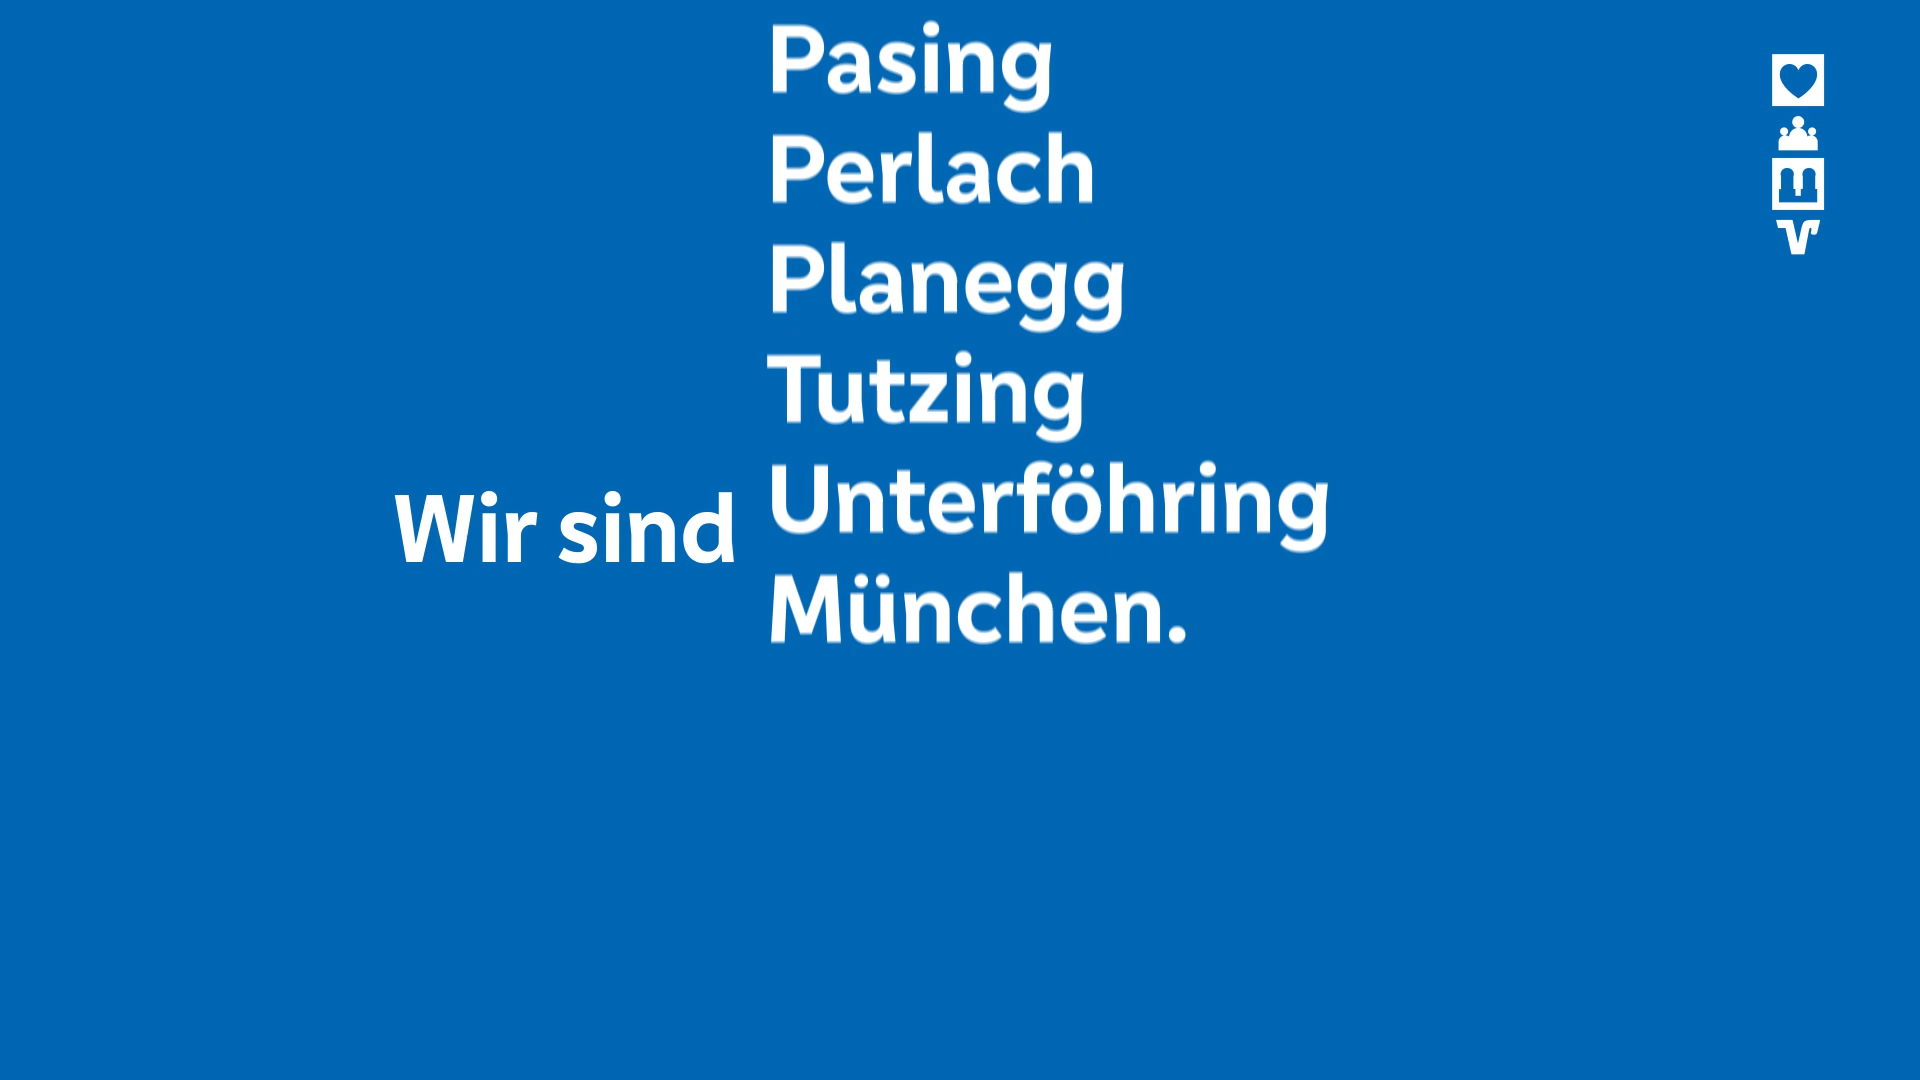 Pasing
Perlach
Planegg
Tutzing
Wir sind
Unterföhring
München.